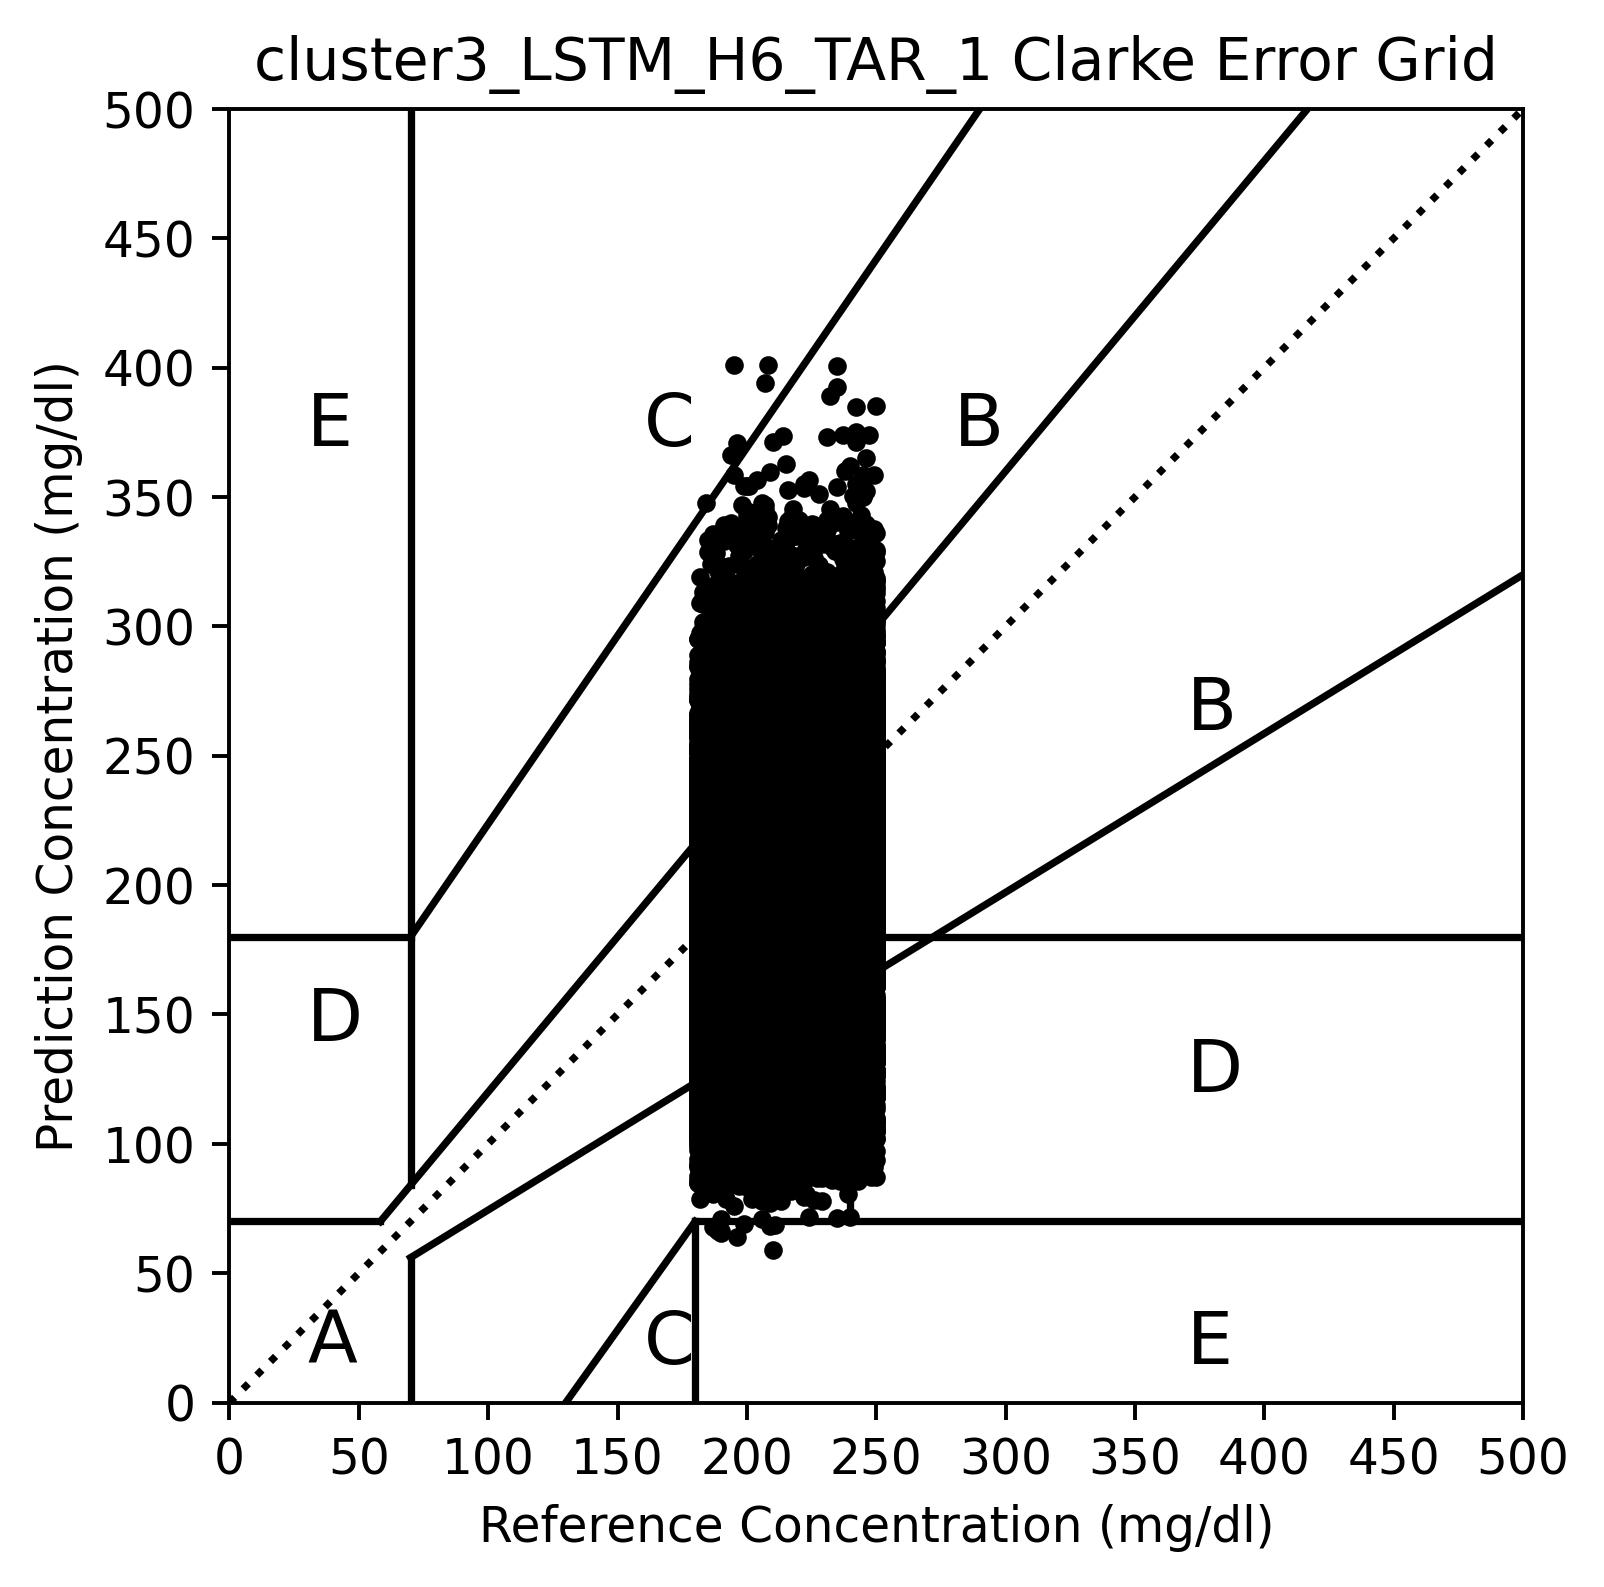 cluster3_LSTM_H6_TAR_1 Clarke Error Grid
500
450
400
350
300
250
200
150
100
50
0
Prediction Concentration (mg/dl)
E
C
B
B
D
D
A
C
E
0 50 100 150 200 250 300 350 400 450 500
Reference Concentration (mg/dl)